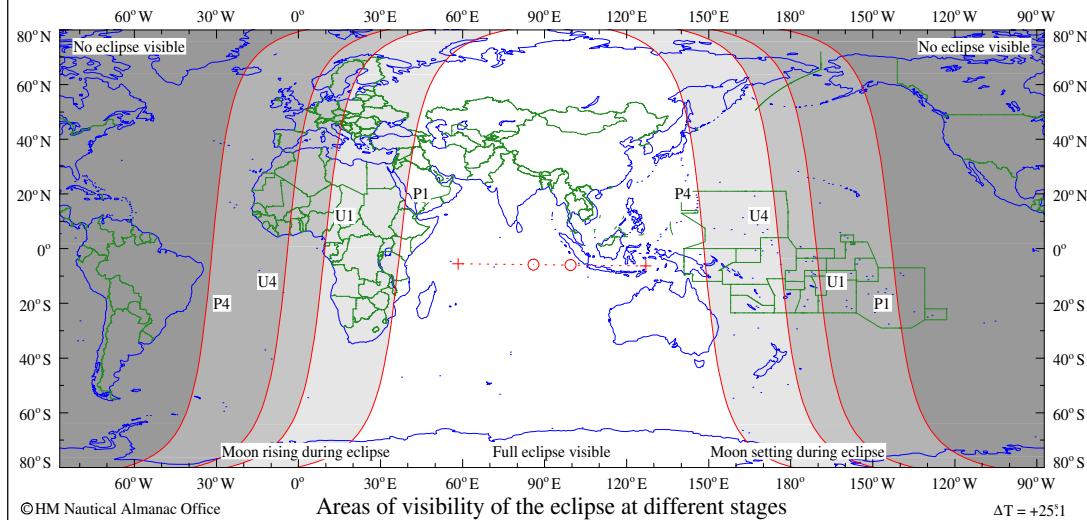 60°W 30°W 0° 30°E 60°E 90°E 120°E 150°E 180° 150°W 120°W 90°W
80°N No eclipse visible No eclipse visible 80°N
60°N 60°N
40°N 40°N
20°N P1 P4 20°N
U1 U4
0° 0°
U4 U1
20°S P4 P1 20°S
40°S 40°S
60°S 60°S
Moon rising during eclipse Full eclipse visible Moon setting during eclipse
80°S 80°S
60°W 30°W 0° 30°E 60°E 90°E 120°E 150°E 180° 150°W 120°W 90°W
©HM Nautical Almanac Office Areas of visibility of the eclipse at different stages ΔT = +25ˢ.1